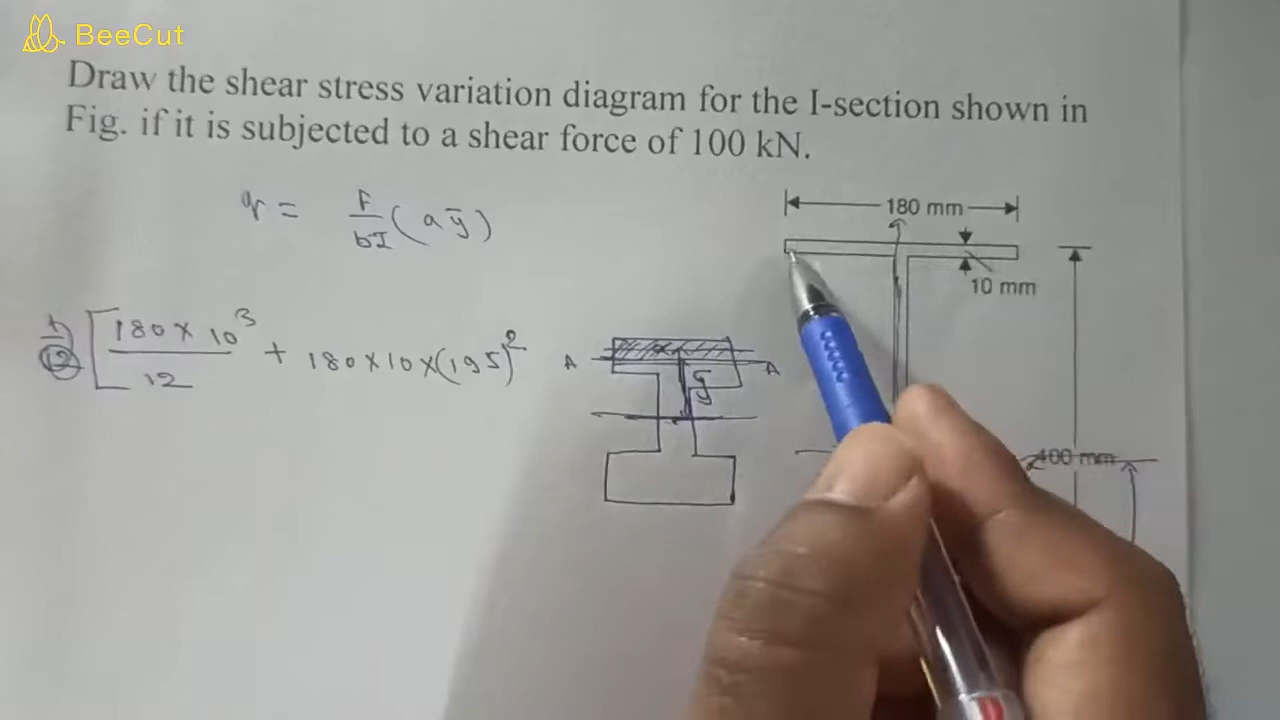 BeeCut
Draw the shear stress variation diagram for the I-section shown in
Fig. if it is subjected to a shear force of 100 kN.
q = F/bI (aȳ)
180 mm
10 mm
[180 × 10³/12 + 180×10×(195)²
A A
ȳ
400 mm